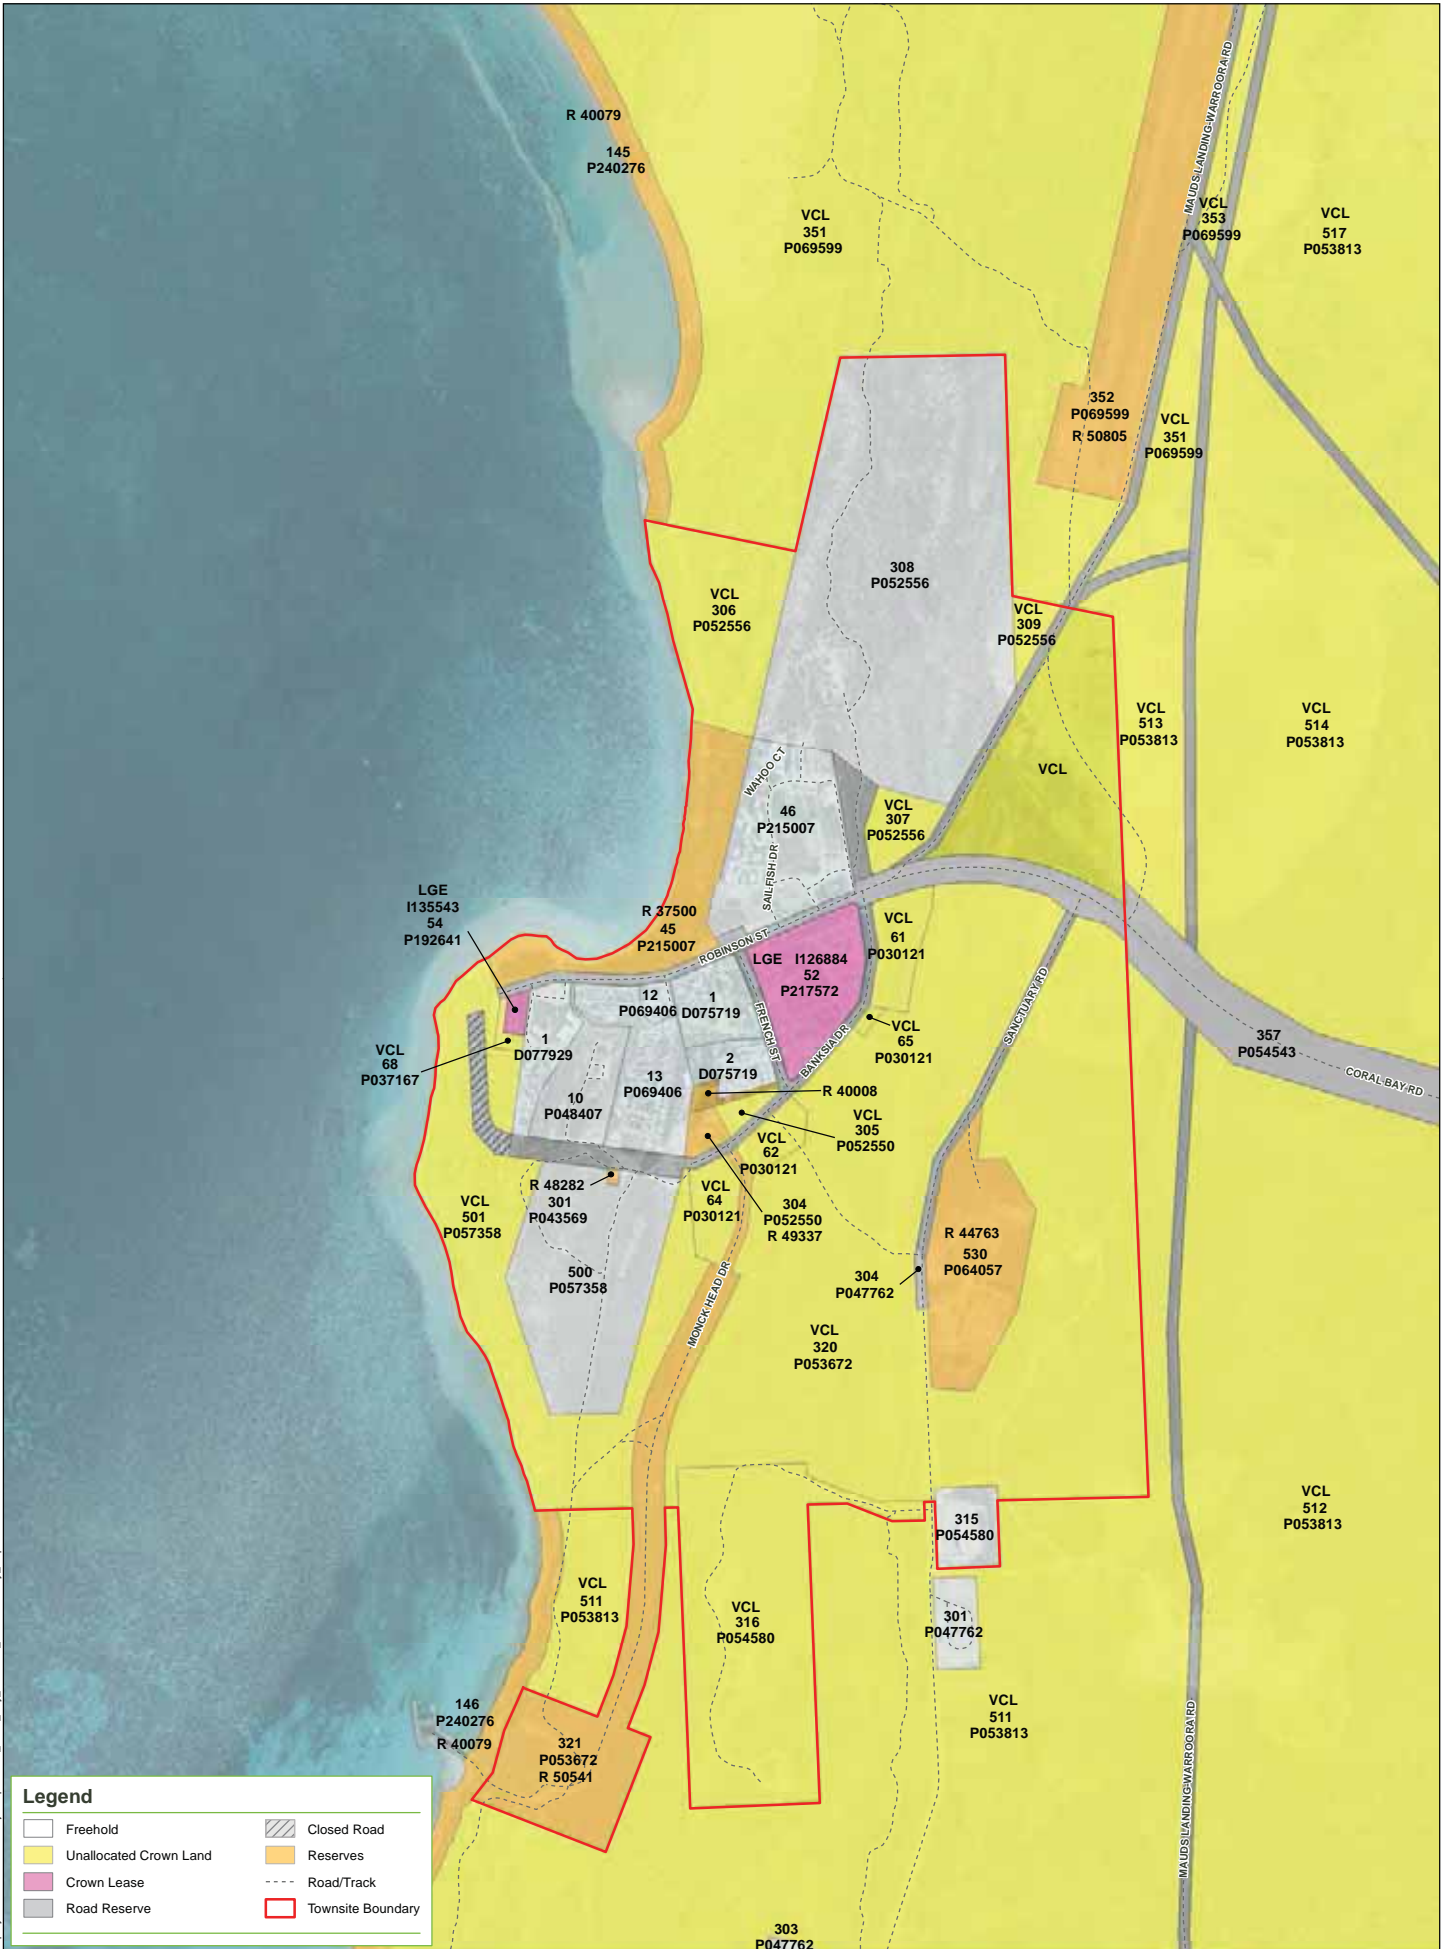 R 40079
145
P240276
VCL
351
P069599
MAUDS LANDING-WARROORA RD
VCL
353
P069599
VCL
517
P053813
352
P069599
R 50805
VCL
351
P069599
308
P052556
VCL
306
P052556
VCL
309
P052556
VCL
513
P053813
VCL
514
P053813
VCL
WAHOO CT
46
P215007
SAILFISH DR
VCL
307
P052556
LGE
I135543
54
P192641
R 37500
45
P215007
ROBINSON ST
LGE I126884
52
P217572
VCL
61
P030121
SANCTUARY RD
12
P069406
1
D075719
FRENCH ST
BANKSIA DR
VCL
65
P030121
357
P054543
CORAL BAY RD
VCL
68
P037167
1
D077929
2
D075719
13
P069406
10
P048407
R 40008
VCL
305
P052550
VCL
62
P030121
R 48282
301
P043569
VCL
64
P030121
304
P052550
R 49337
VCL
501
P057358
500
P057358
R 44763
530
P064057
304
P047762
MONCK HEAD DR
VCL
320
P053672
VCL
512
P053813
315
P054580
VCL
511
P053813
VCL
316
P054580
301
P047762
146
P240276
R 40079
321
P053672
R 50541
VCL
511
P053813
MAUDS LANDING-WARROORA RD
303
P047762
Legend
Freehold
Unallocated Crown Land
Crown Lease
Road Reserve
Closed Road
Reserves
Road/Track
Townsite Boundary